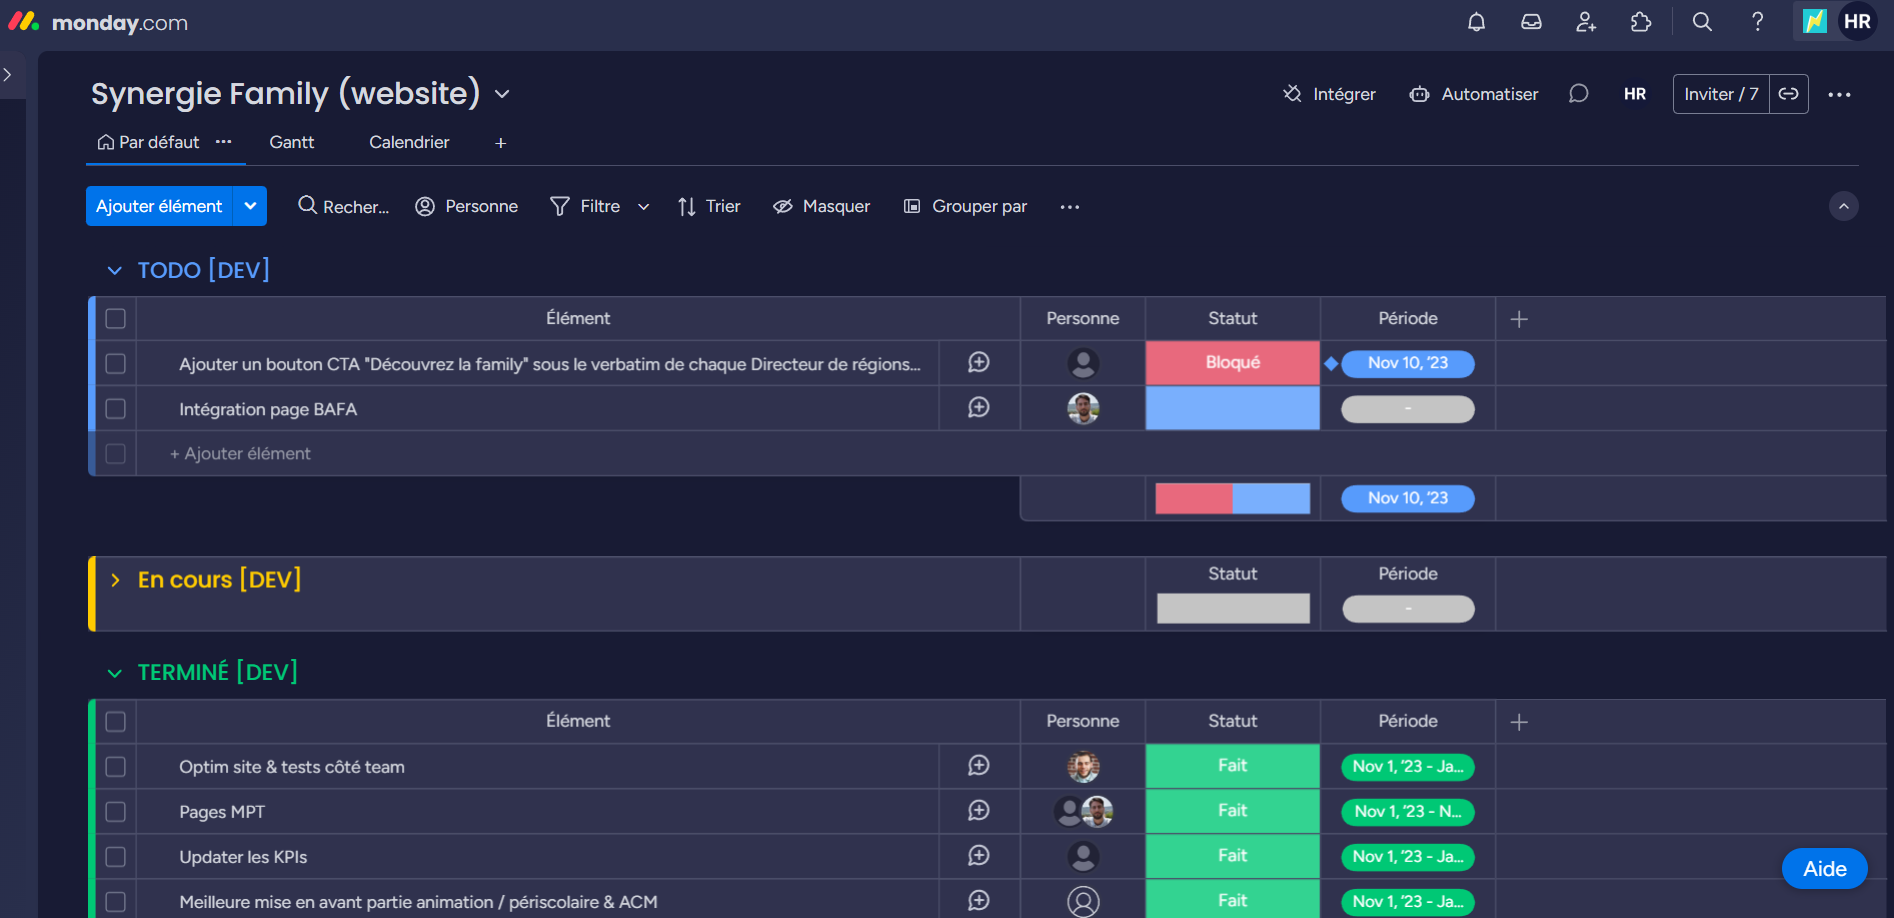 monday.com
HR
Synergie Family (website)
Intégrer
Automatiser
HR
Inviter / 7
Par défaut
Gantt
Calendrier
Ajouter élément
Recher...
Personne
Filtre
Trier
Masquer
Grouper par
TODO [DEV]
Élément Personne Statut Période
Ajouter un bouton CTA "Découvrez la family" sous le verbatim de chaque Directeur de régions... Bloqué Nov 10, '23
Intégration page BAFA -
+ Ajouter élément
Nov 10, '23
En cours [DEV] Statut Période
-
TERMINÉ [DEV]
Élément Personne Statut Période
Optim site & tests côté team Fait Nov 1, '23 - Ja...
Pages MPT Fait Nov 1, '23 - N...
Updater les KPIs Fait Nov 1, '23 - Ja...
Meilleure mise en avant partie animation / périscolaire & ACM Fait Nov 1, '23 - Ja...
Aide